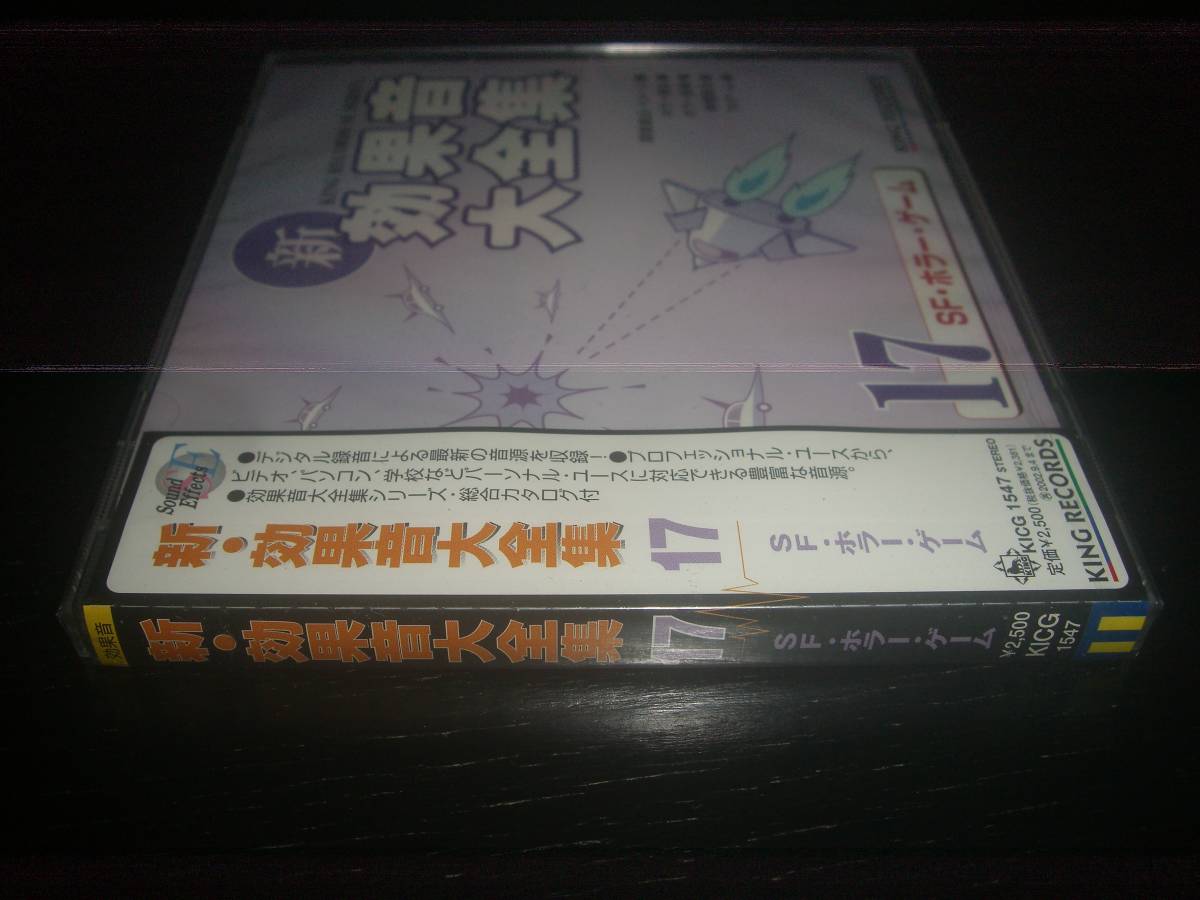 新
効果音
大全集
17
SF・ホラー・ゲーム
Sound Effects
●デジタル録音による最新の音源を収録！●プロフェッショナル・ユースから、
ビデオ、パソコン、学校などパーソナル・ユースに対応できる豊富な音源。
●効果音大全集シリーズ・総合カタログ付
新・効果音大全集 17 SF・ホラー・ゲーム
KICG 1547 STEREO
定価¥2,500(税抜価格¥2,381)
KING RECORDS
効果音
新・効果音大全集 17 SF・ホラー・ゲーム
¥2,500
KICG
1547